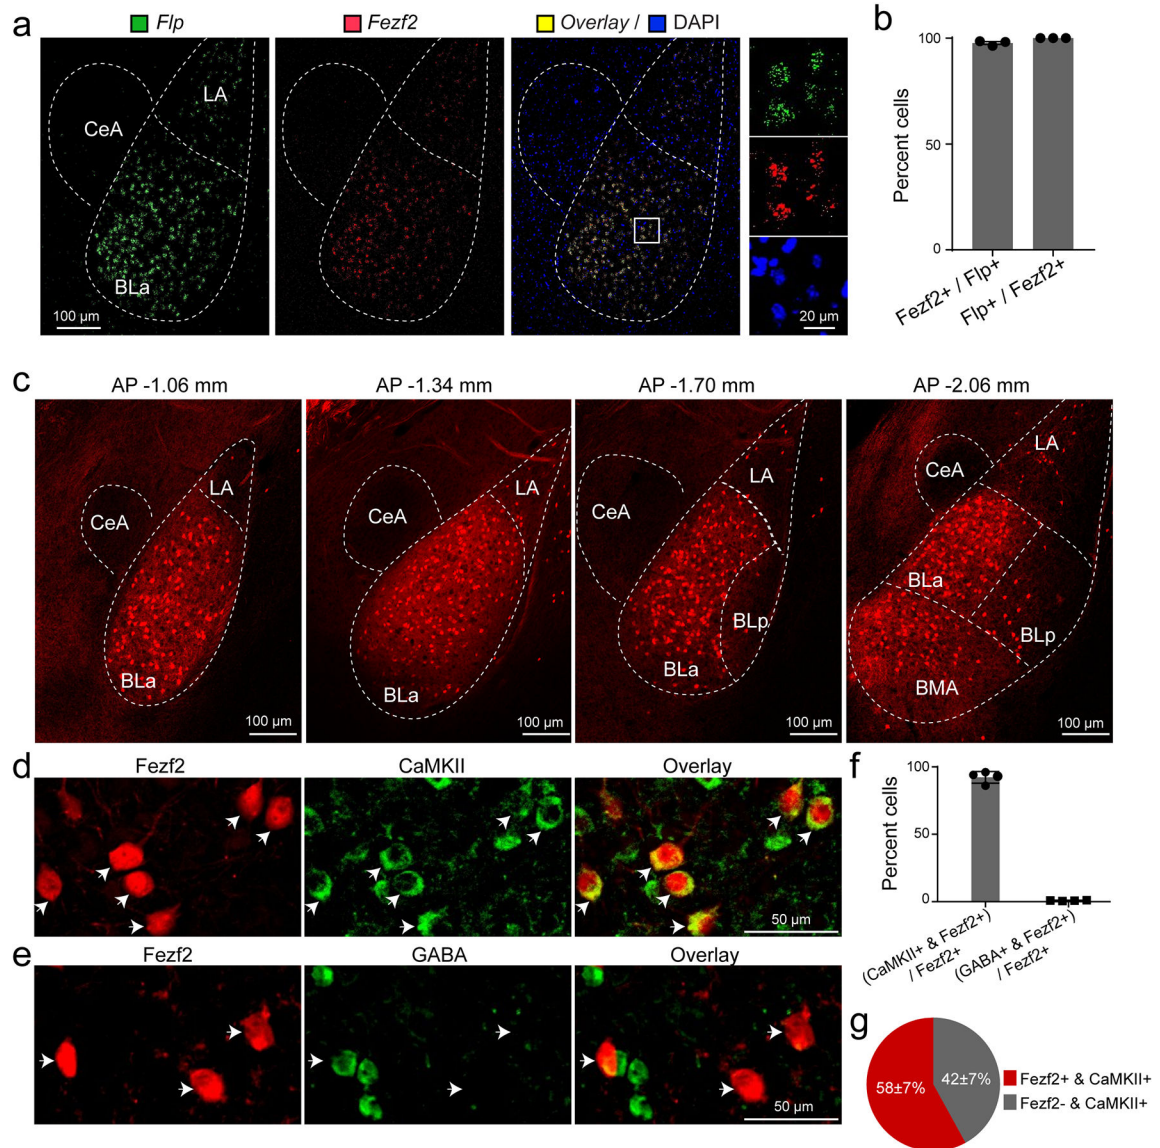 a
Flp
Fezf2
Overlay / DAPI
CeA
LA
BLa
100 µm
20 µm
b
Percent cells
100
50
0
Fezf2+ / Flp+
Flp+ / Fezf2+
c
AP -1.06 mm
AP -1.34 mm
AP -1.70 mm
AP -2.06 mm
LA
CeA
BLa
100 µm
LA
CeA
BLa
100 µm
LA
CeA
BLp
BLa
100 µm
LA
CeA
BLa
BLp
BMA
100 µm
d
Fezf2
CaMKII
Overlay
50 µm
e
Fezf2
GABA
Overlay
50 µm
f
Percent cells
100
50
0
(CaMKII+ & Fezf2+)
/ Fezf2+
(GABA+ & Fezf2+)
/ Fezf2+
g
58±7%
42±7%
Fezf2+ & CaMKII+
Fezf2- & CaMKII+